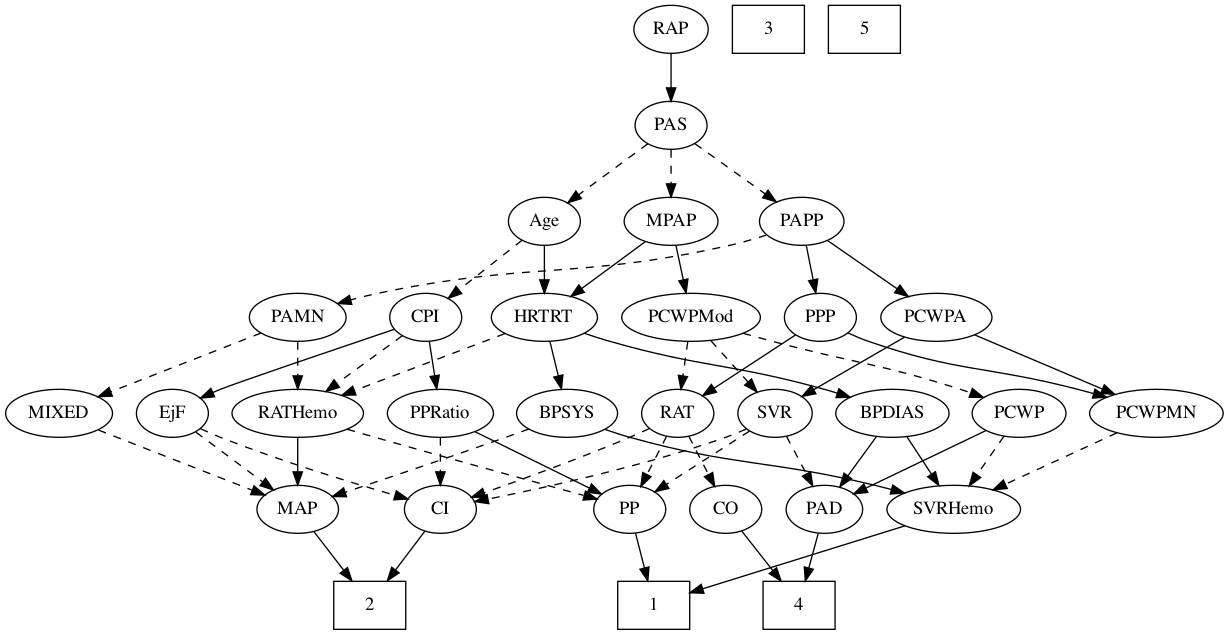 RAP 3 5
PAS
Age MPAP PAPP
PAMN CPI HRTRT PCWPMod PPP PCWPA
MIXED EjF RATHemo PPRatio BPSYS RAT SVR BPDIAS PCWP PCWPMN
MAP CI PP CO PAD SVRHemo
2 1 4